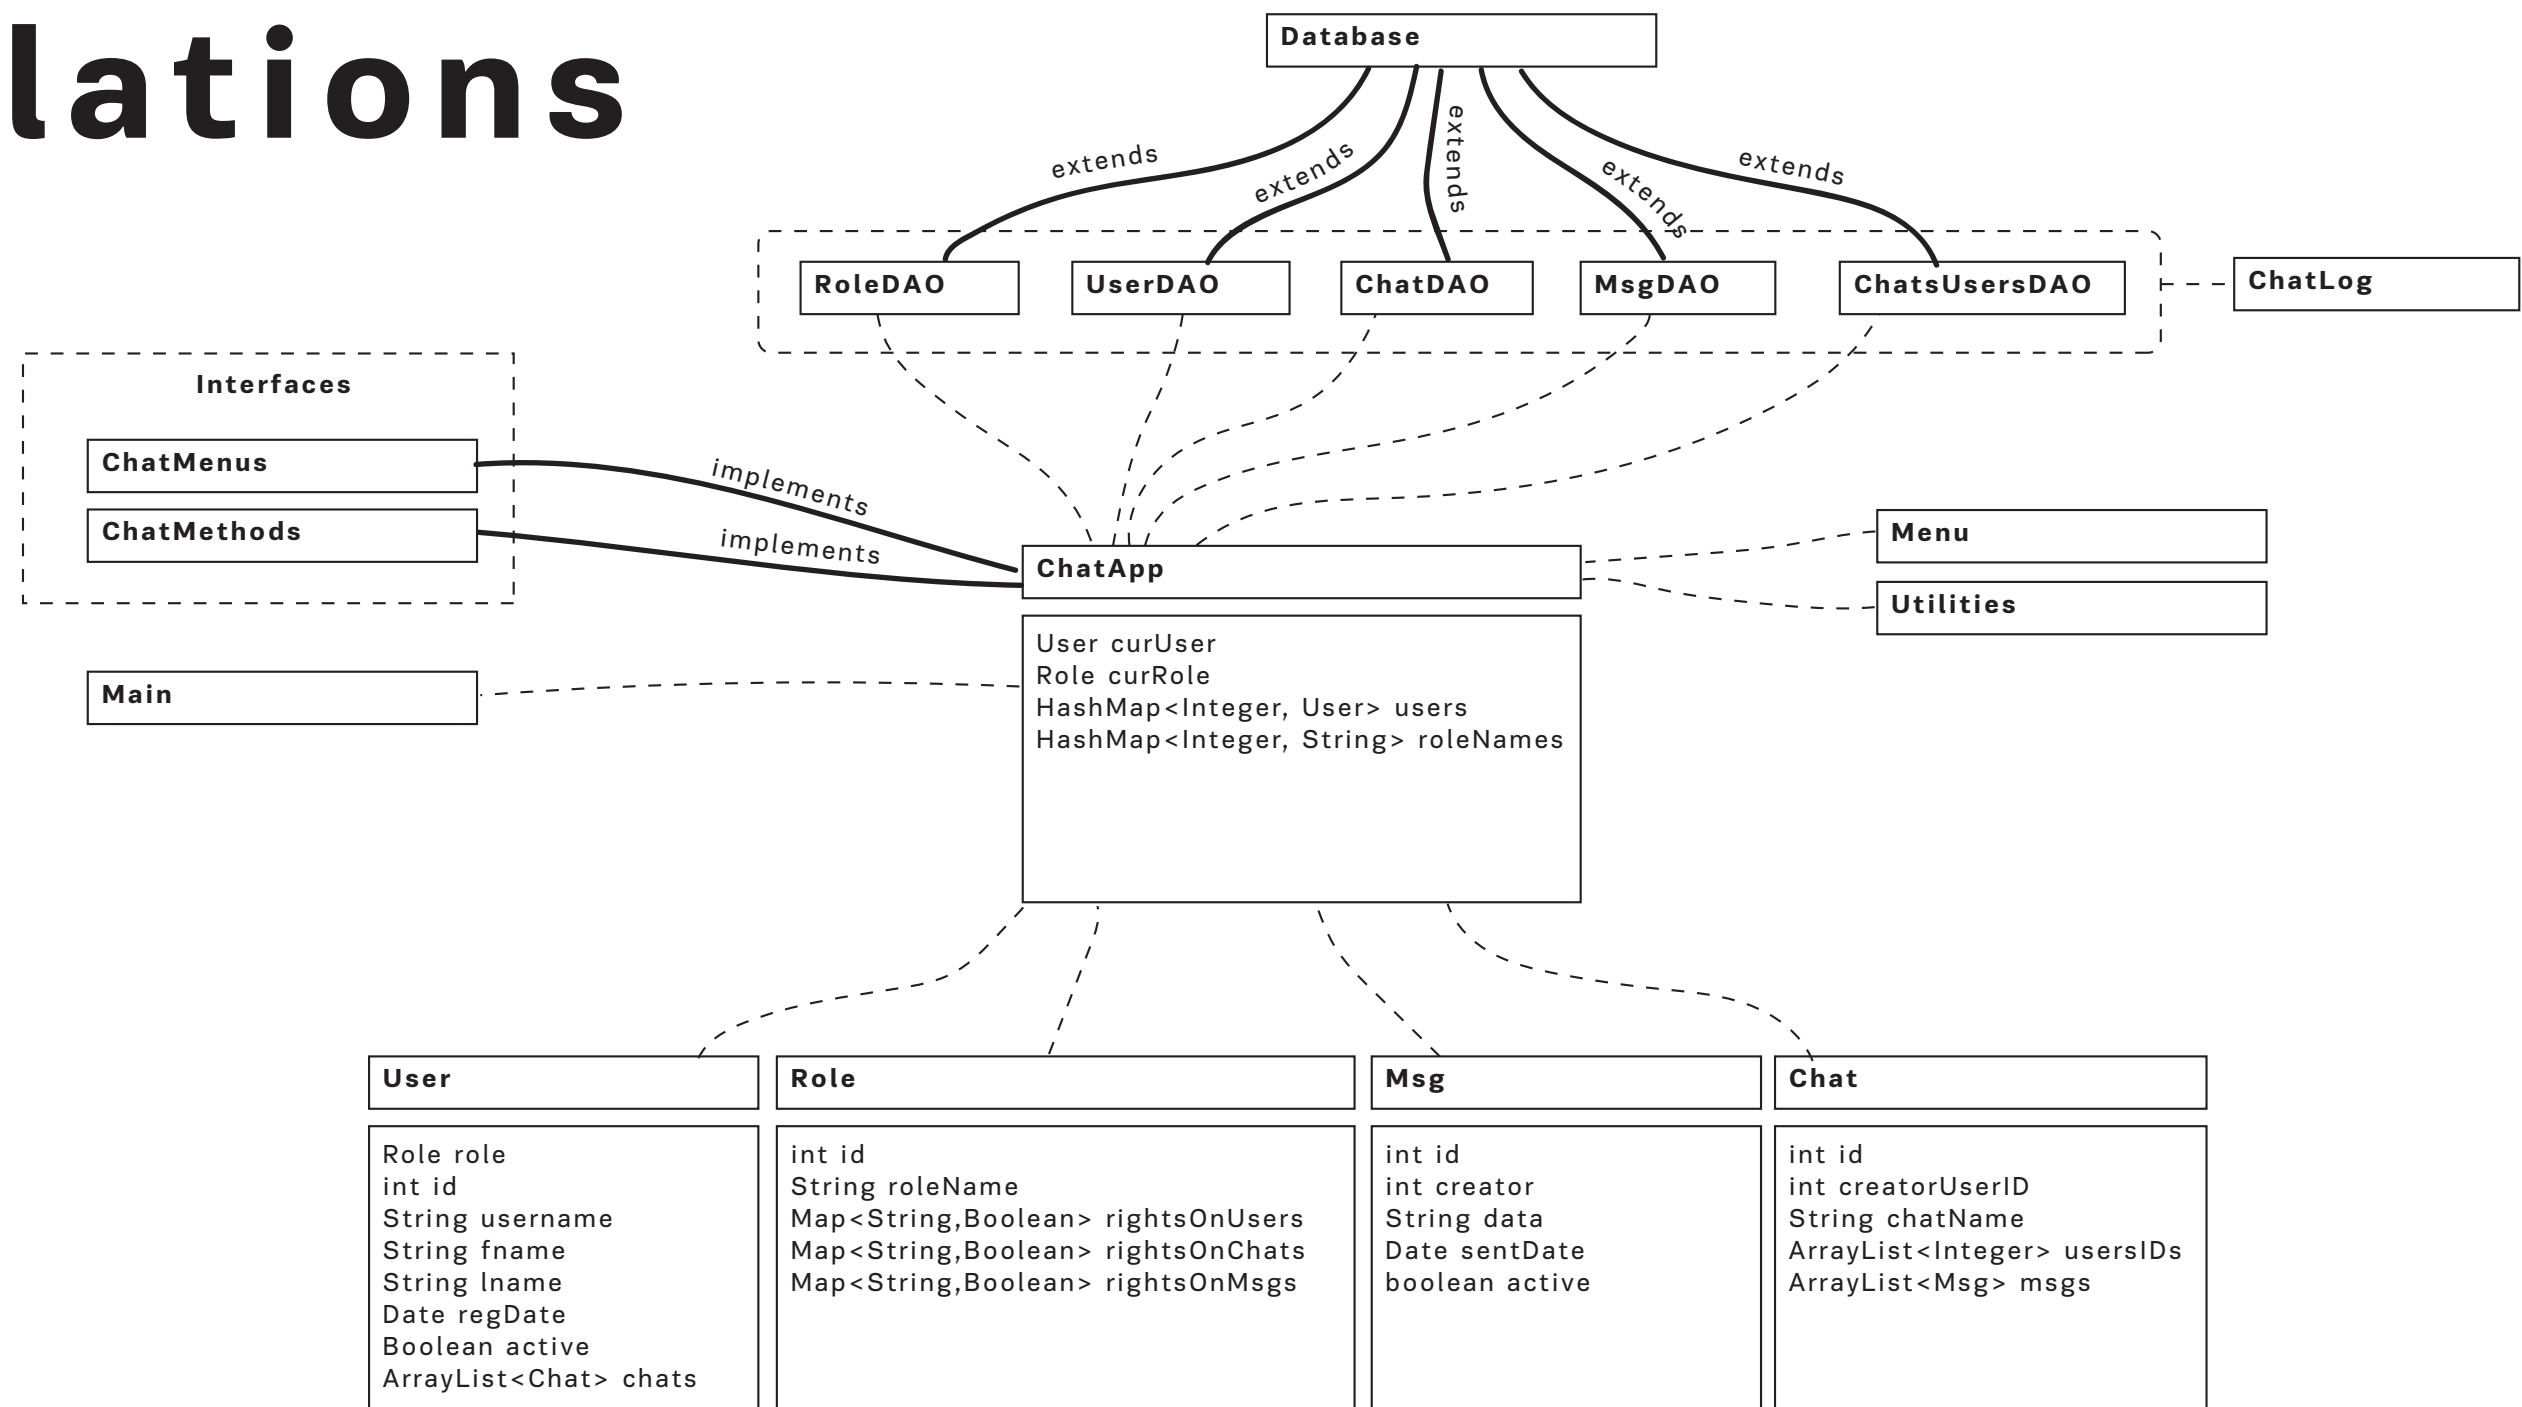 lations
Database
extends
extends
extends
extends
extends
RoleDAO
UserDAO
ChatDAO
MsgDAO
ChatsUsersDAO
ChatLog
Interfaces
ChatMenus
ChatMethods
implements
implements
ChatApp
Menu
Utilities
User curUser
Role curRole
HashMap<Integer, User> users
HashMap<Integer, String> roleNames
Main
User
Role role
int id
String username
String fname
String lname
Date regDate
Boolean active
ArrayList<Chat> chats
Role
int id
String roleName
Map<String,Boolean> rightsOnUsers
Map<String,Boolean> rightsOnChats
Map<String,Boolean> rightsOnMsgs
Msg
int id
int creator
String data
Date sentDate
boolean active
Chat
int id
int creatorUserID
String chatName
ArrayList<Integer> usersIDs
ArrayList<Msg> msgs